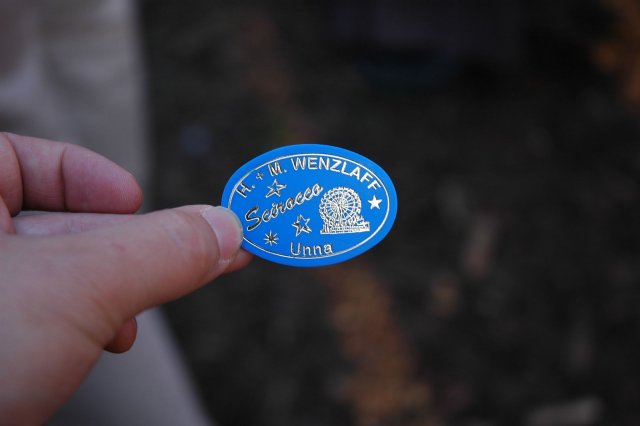 H. + M. WENZLAFF
Scirocco
Unna